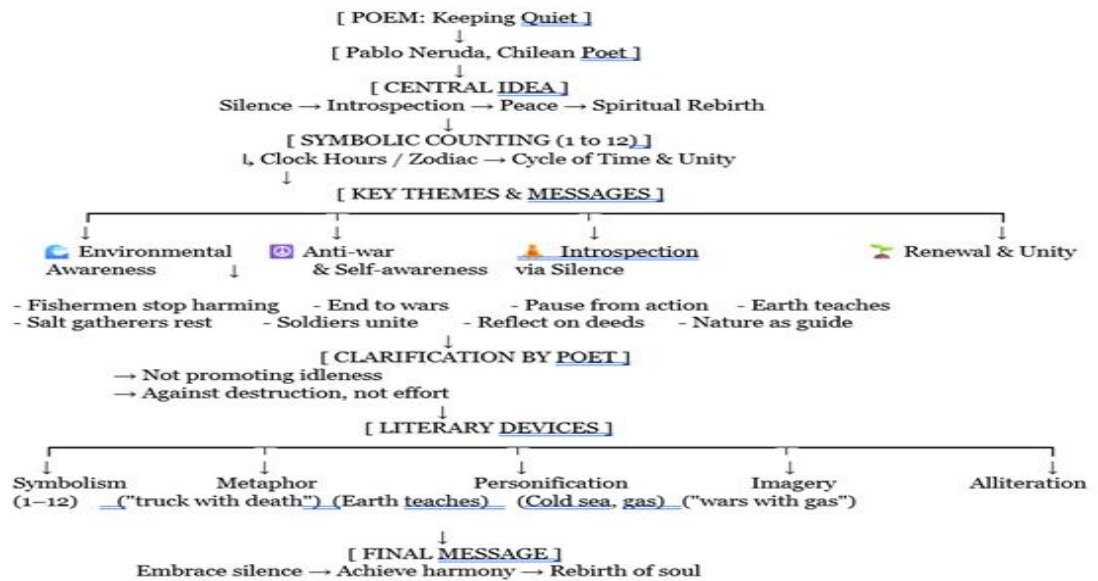 [ POEM: Keeping Quiet ]
↓
[ Pablo Neruda, Chilean Poet ]
↓
[ CENTRAL IDEA ]
Silence → Introspection → Peace → Spiritual Rebirth
↓
[ SYMBOLIC COUNTING (1 to 12) ]
↳ Clock Hours / Zodiac → Cycle of Time & Unity
↓
[ KEY THEMES & MESSAGES ]
↓ ↓ ↓ ↓
🌊 Environmental ☮ Anti-war 🧘 Introspection 🌱 Renewal & Unity
Awareness ↓ & Self-awareness via Silence
- Fishermen stop harming - End to wars - Pause from action - Earth teaches
- Salt gatherers rest - Soldiers unite - Reflect on deeds - Nature as guide
↓
[ CLARIFICATION BY POET ]
→ Not promoting idleness
→ Against destruction, not effort
↓
[ LITERARY DEVICES ]
↓ ↓ ↓ ↓ ↓
Symbolism Metaphor Personification Imagery Alliteration
(1–12) ("truck with death") (Earth teaches) (Cold sea, gas) ("wars with gas")
↓
[ FINAL MESSAGE ]
Embrace silence → Achieve harmony → Rebirth of soul